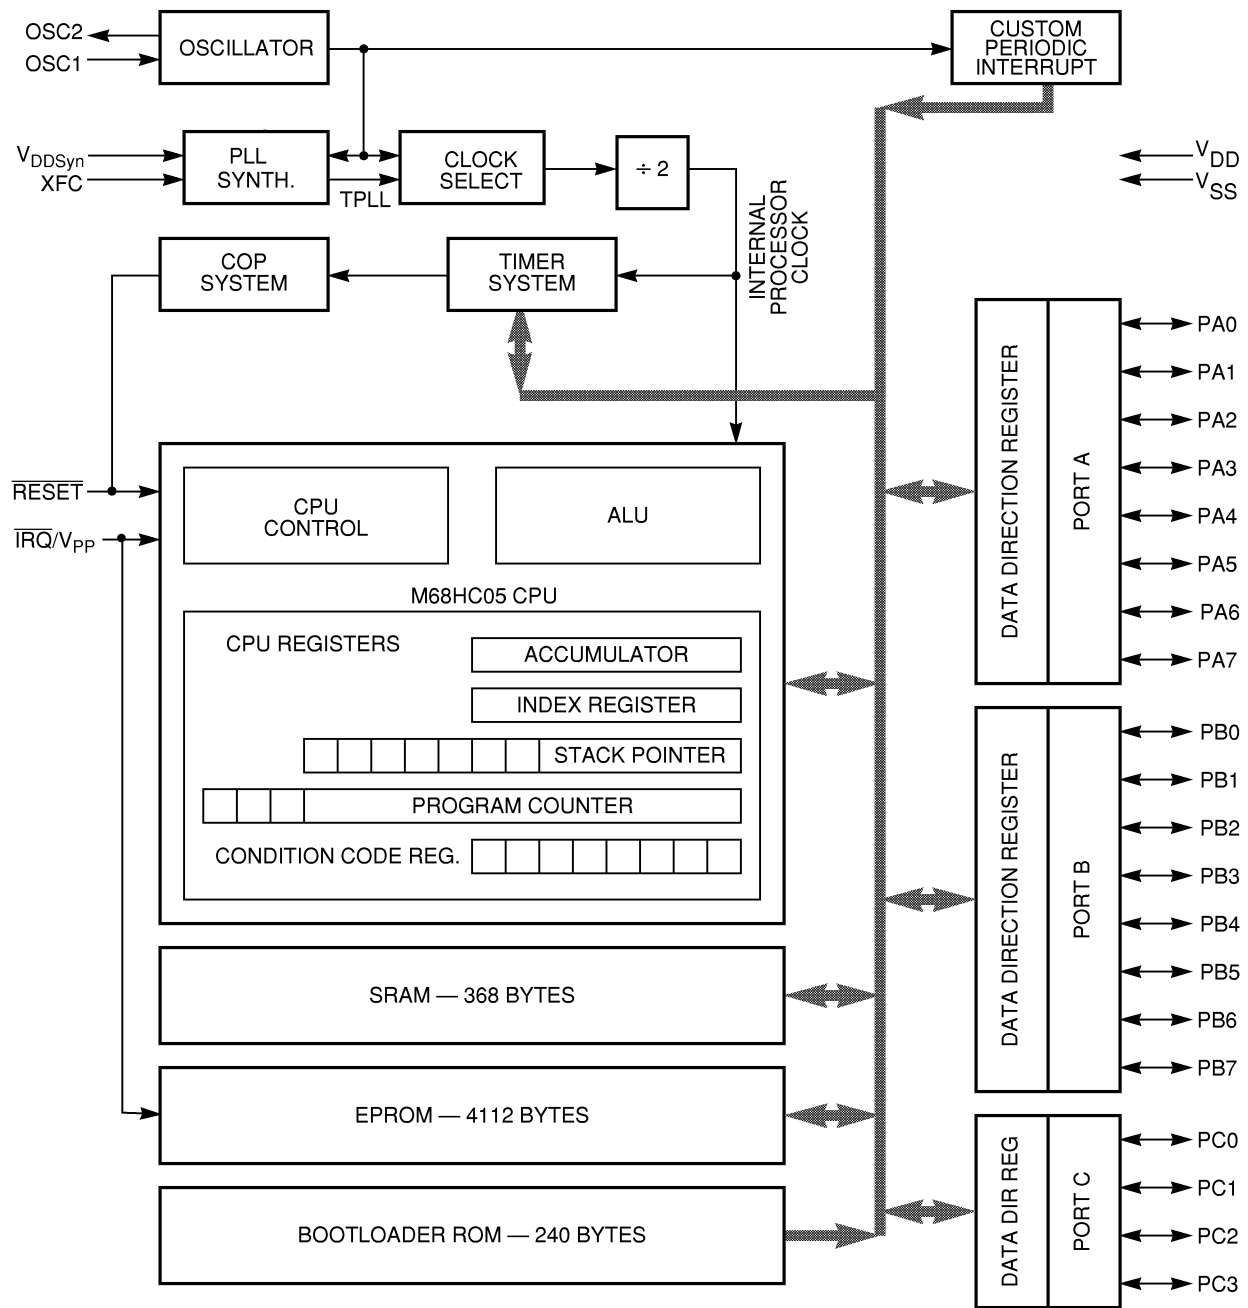 OSC2
OSC1
OSCILLATOR
CUSTOM
PERIODIC
INTERRUPT
VDDSyn
XFC
PLL
SYNTH.
TPLL
CLOCK
SELECT
÷ 2
VDD
VSS
INTERNAL
PROCESSOR
CLOCK
COP
SYSTEM
TIMER
SYSTEM
RESET
IRQ/VPP
CPU
CONTROL
ALU
M68HC05 CPU
CPU REGISTERS
ACCUMULATOR
INDEX REGISTER
STACK POINTER
PROGRAM COUNTER
CONDITION CODE REG.
SRAM — 368 BYTES
EPROM — 4112 BYTES
BOOTLOADER ROM — 240 BYTES
DATA DIRECTION REGISTER
PORT A
PA0
PA1
PA2
PA3
PA4
PA5
PA6
PA7
DATA DIRECTION REGISTER
PORT B
PB0
PB1
PB2
PB3
PB4
PB5
PB6
PB7
DATA DIR REG
PORT C
PC0
PC1
PC2
PC3